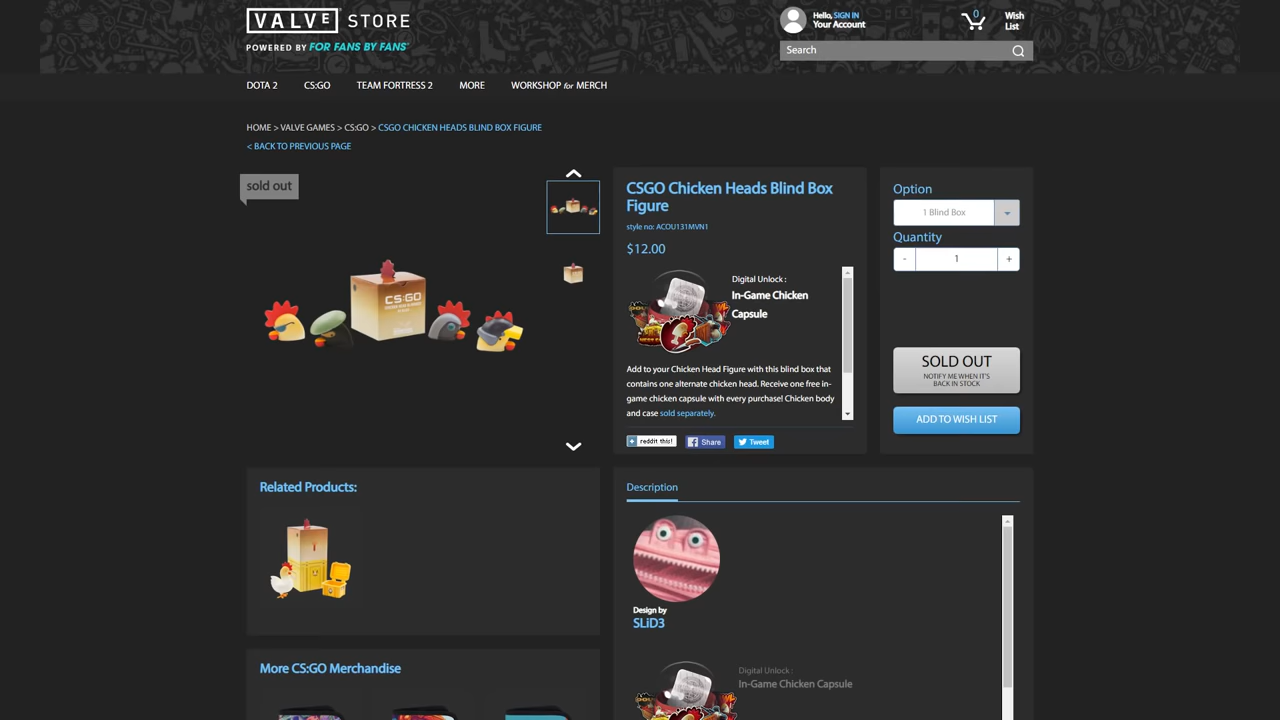 VALVE STORE
POWERED BY FOR FANS BY FANS
Hello, SIGN IN
Your Account
0
Wish
List
Search
DOTA 2
CS:GO
TEAM FORTRESS 2
MORE
WORKSHOP for MERCH
HOME > VALVE GAMES > CS:GO > CSGO CHICKEN HEADS BLIND BOX FIGURE
< BACK TO PREVIOUS PAGE
sold out
CS:GO
CSGO Chicken Heads Blind Box
Figure
style no: ACOU131MVN1
$12.00
Digital Unlock :
In-Game Chicken
Capsule
Add to your Chicken Head Figure with this blind box that
contains one alternate chicken head. Receive one free in-
game chicken capsule with every purchase! Chicken body
and case sold separately.
reddit this!
Share
Tweet
Option
1 Blind Box
Quantity
- 1 +
SOLD OUT
NOTIFY ME WHEN IT'S
BACK IN STOCK
ADD TO WISH LIST
Related Products:
More CS:GO Merchandise
Description
Design by
SLiD3
Digital Unlock :
In-Game Chicken Capsule